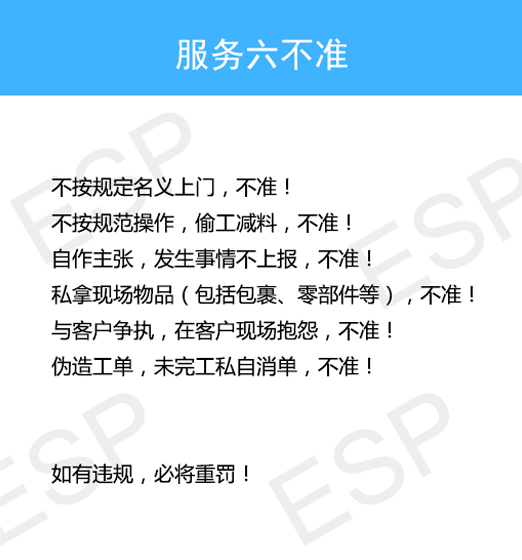 服务六不准
不按规定名义上门，不准！
不按规范操作，偷工减料，不准！
自作主张，发生事情不上报，不准！
私拿现场物品（包括包裹、零部件等），不准！
与客户争执，在客户现场抱怨，不准！
伪造工单，未完工私自消单，不准！
如有违规，必将重罚！
ESP
ESP
ESP
ESP